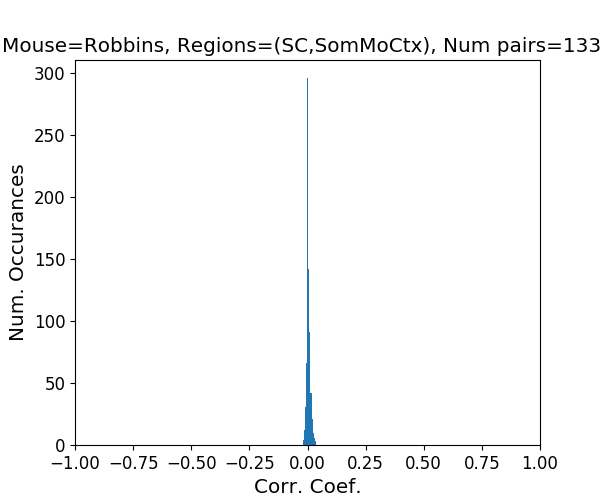 Mouse=Robbins, Regions=(SC,SomMoCtx), Num pairs=133
300
250
200
150
100
50
0
Num. Occurances
−1.00 −0.75 −0.50 −0.25 0.00 0.25 0.50 0.75 1.00
Corr. Coef.